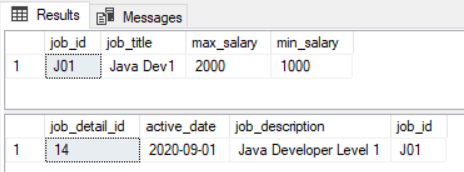 Results Messages
job_id job_title max_salary min_salary
1 J01 Java Dev1 2000 1000
job_detail_id active_date job_description job_id
1 14 2020-09-01 Java Developer Level 1 J01